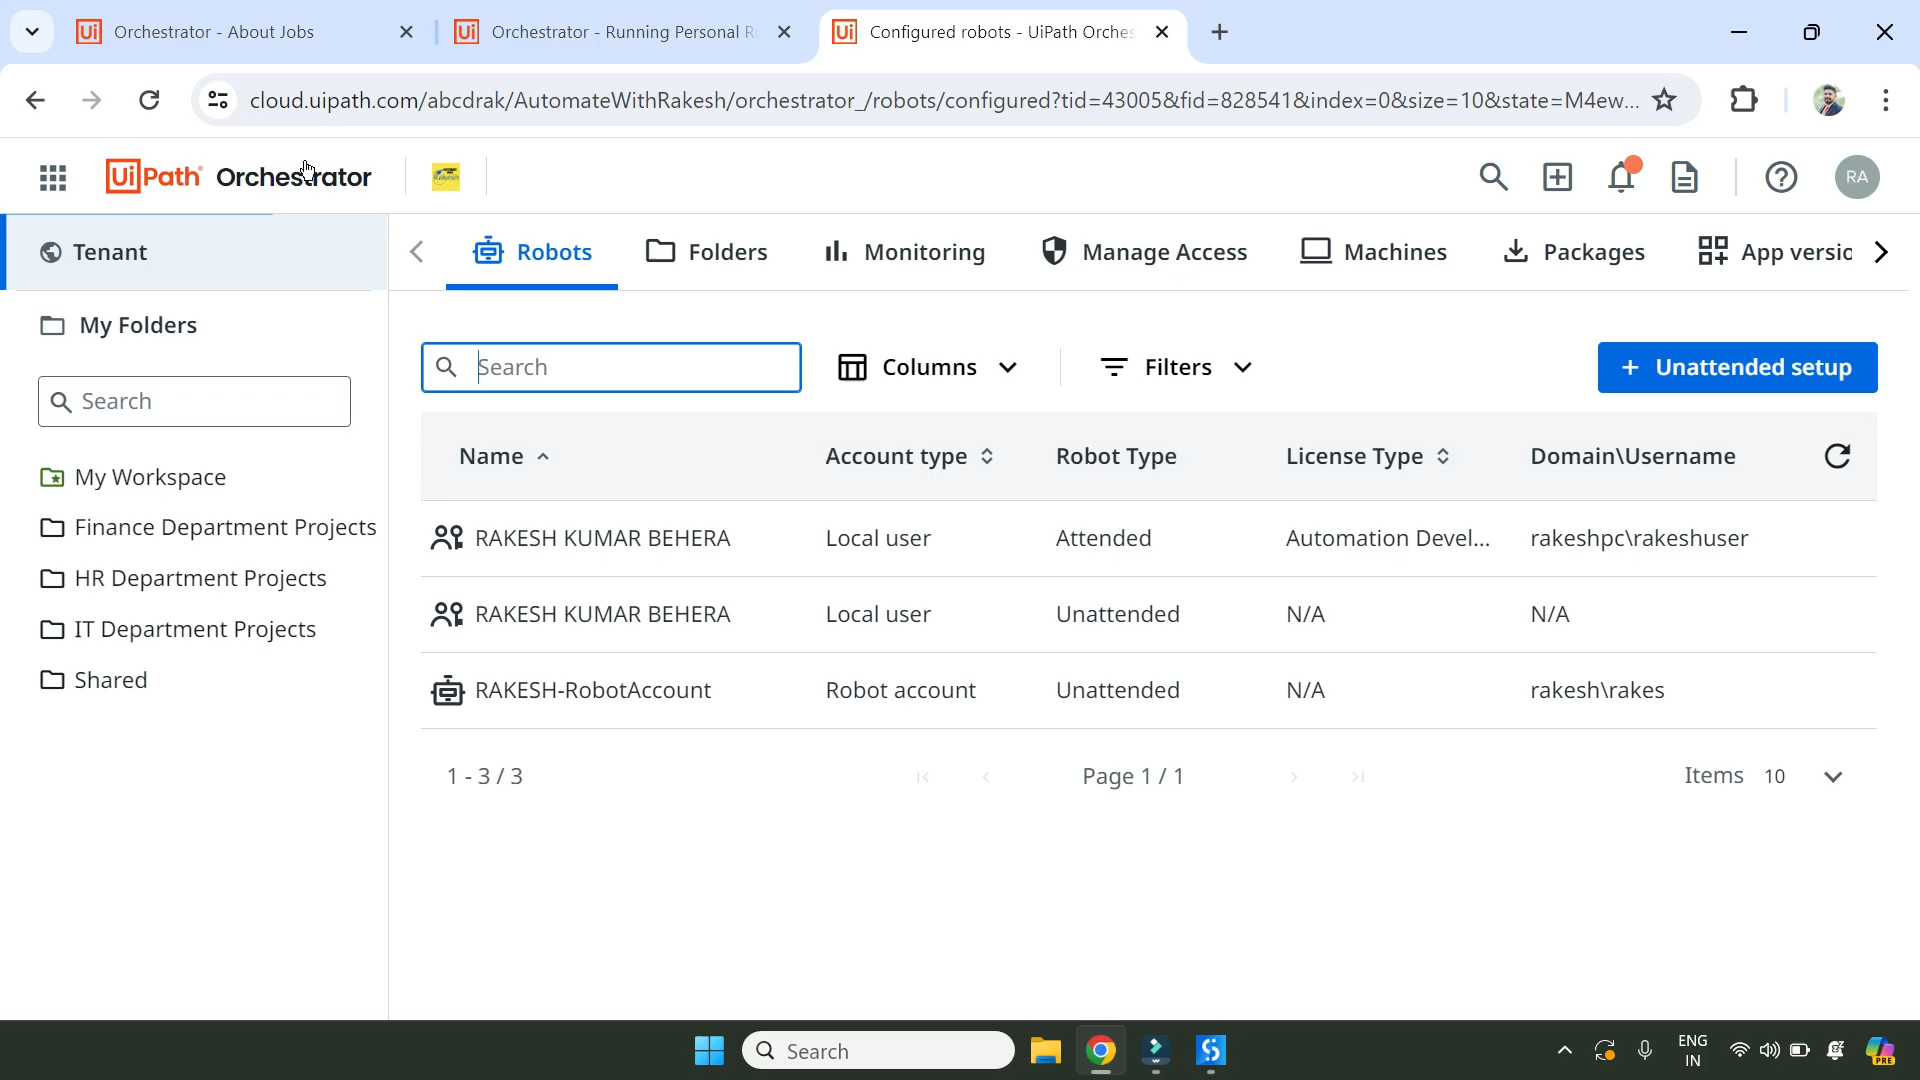 Orchestrator - About Jobs
Orchestrator - Running Personal R
Configured robots - UiPath Orches
cloud.uipath.com/abcdrak/AutomateWithRakesh/orchestrator_/robots/configured?tid=43005&fid=828541&index=0&size=10&state=M4ew...
UiPath Orchestrator
RA
Tenant
Robots
Folders
Monitoring
Manage Access
Machines
Packages
App versio
My Folders
Search
My Workspace
Finance Department Projects
HR Department Projects
IT Department Projects
Shared
Search
Columns
Filters
+ Unattended setup
Name Account type Robot Type License Type Domain\Username
RAKESH KUMAR BEHERA Local user Attended Automation Devel... rakeshpc\rakeshuser
RAKESH KUMAR BEHERA Local user Unattended N/A N/A
RAKESH-RobotAccount Robot account Unattended N/A rakesh\rakes
1 - 3 / 3 Page 1 / 1 Items 10
Search
ENG
IN
PRE